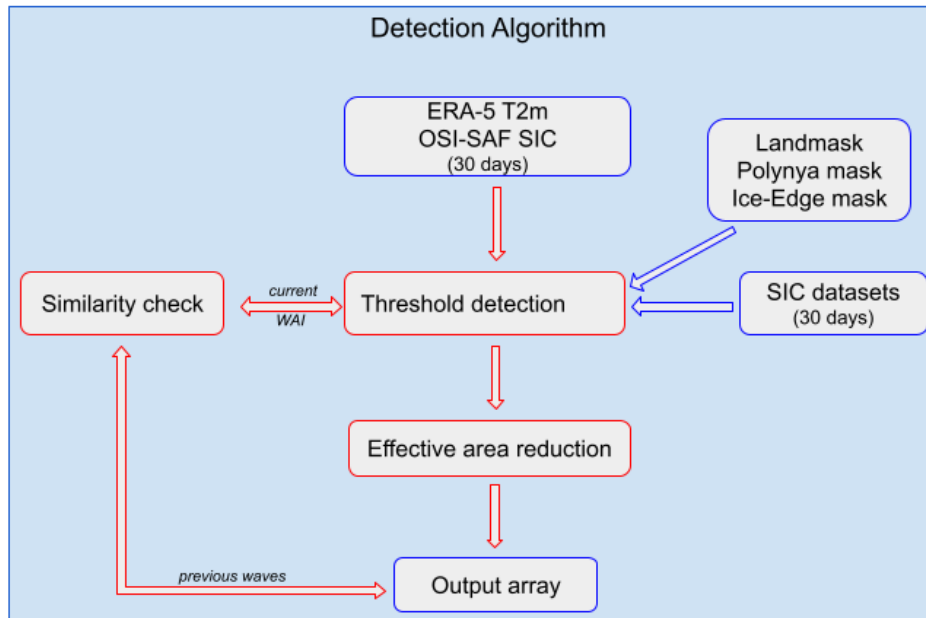 Detection Algorithm
ERA-5 T2m
OSI-SAF SIC
(30 days)
Landmask
Polynya mask
Ice-Edge mask
Similarity check
current
WAI
Threshold detection
SIC datasets
(30 days)
Effective area reduction
previous waves
Output array